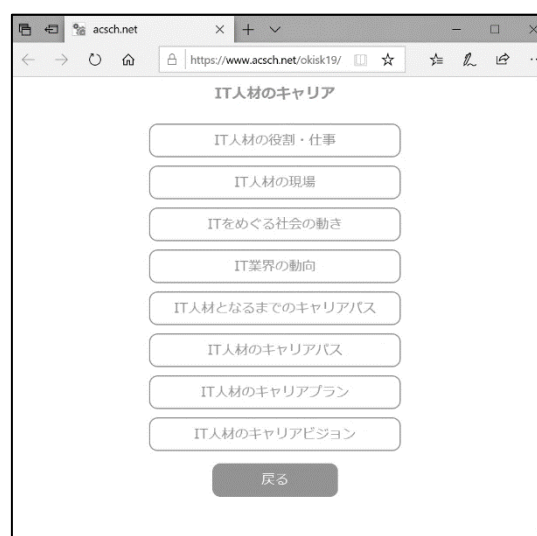 acsch.net
https://www.acsch.net/okisk19/
IT人材のキャリア
IT人材の役割・仕事
IT人材の現場
ITをめぐる社会の動き
IT業界の動向
IT人材となるまでのキャリアパス
IT人材のキャリアパス
IT人材のキャリアプラン
IT人材のキャリアビジョン
戻る